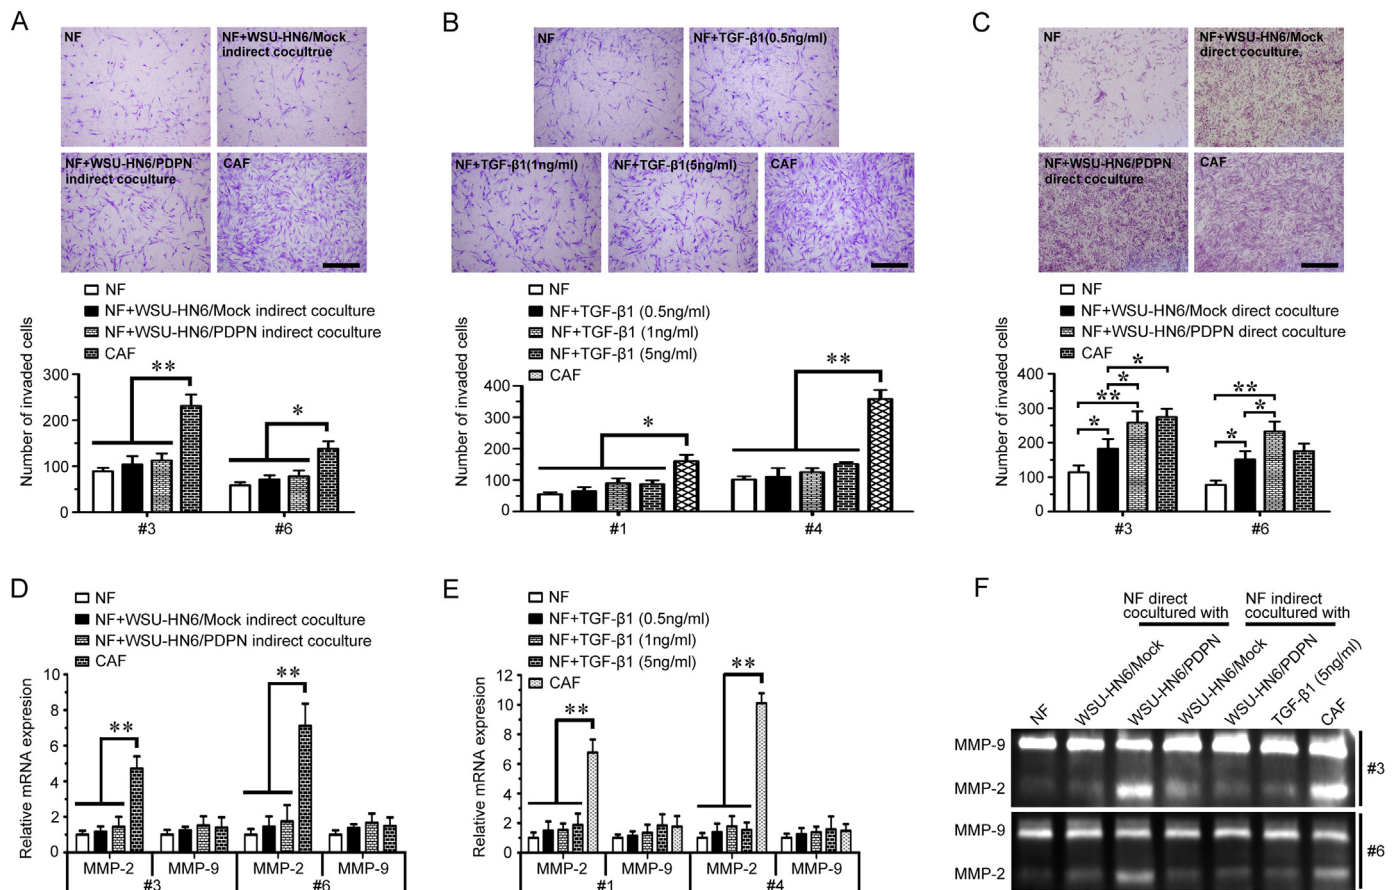 A
NF
NF+WSU-HN6/Mock
indirect cocultrue
NF+WSU-HN6/PDPN
indirect coculture
CAF
NF
NF+WSU-HN6/Mock indirect coculture
NF+WSU-HN6/PDPN indirect coculture
CAF
Number of invaded cells
300
200
100
0
**
*
#3
#6
B
NF
NF+TGF-β1(0.5ng/ml)
NF+TGF-β1(1ng/ml)
NF+TGF-β1(5ng/ml)
CAF
NF
NF+TGF-β1 (0.5ng/ml)
NF+TGF-β1 (1ng/ml)
NF+TGF-β1 (5ng/ml)
CAF
Number of invaded cells
400
300
200
100
0
*
**
#1
#4
C
NF
NF+WSU-HN6/Mock
direct coculture
NF+WSU-HN6/PDPN
direct coculture
CAF
NF
NF+WSU-HN6/Mock direct coculture
NF+WSU-HN6/PDPN direct coculture
CAF
Number of invaded cells
400
300
200
100
0
*
*
**
*
**
*
*
#3
#6
D
NF
NF+WSU-HN6/Mock indirect coculture
NF+WSU-HN6/PDPN indirect coculture
CAF
Relative mRNA expresion
10
8
6
4
2
0
**
**
MMP-2
MMP-9
MMP-2
MMP-9
#3
#6
E
NF
NF+TGF-β1 (0.5ng/ml)
NF+TGF-β1 (1ng/ml)
NF+TGF-β1 (5ng/ml)
CAF
Relative mRNA expression
12
10
8
6
4
2
0
**
**
MMP-2
MMP-9
MMP-2
MMP-9
#1
#4
F
NF direct
cocultured with
NF indirect
cocultured with
NF
WSU-HN6/Mock
WSU-HN6/PDPN
WSU-HN6/Mock
WSU-HN6/PDPN
TGF-β1 (5ng/ml)
CAF
MMP-9
MMP-2
#3
MMP-9
MMP-2
#6